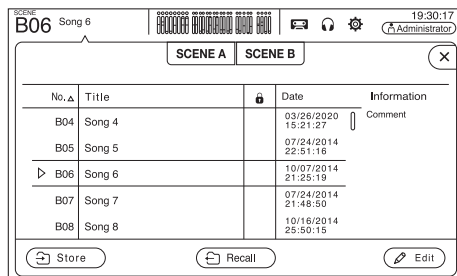 SCENE
B06 Song 6
19:30:17
Administrator
SCENE A SCENE B
No. Title Date Information
B04 Song 4 03/26/2020 15:21:27 Comment
B05 Song 5 07/24/2014 22:51:16
B06 Song 6 10/07/2014 21:25:19
B07 Song 7 07/24/2014 21:48:50
B08 Song 8 10/16/2014 25:50:15
Store Recall Edit